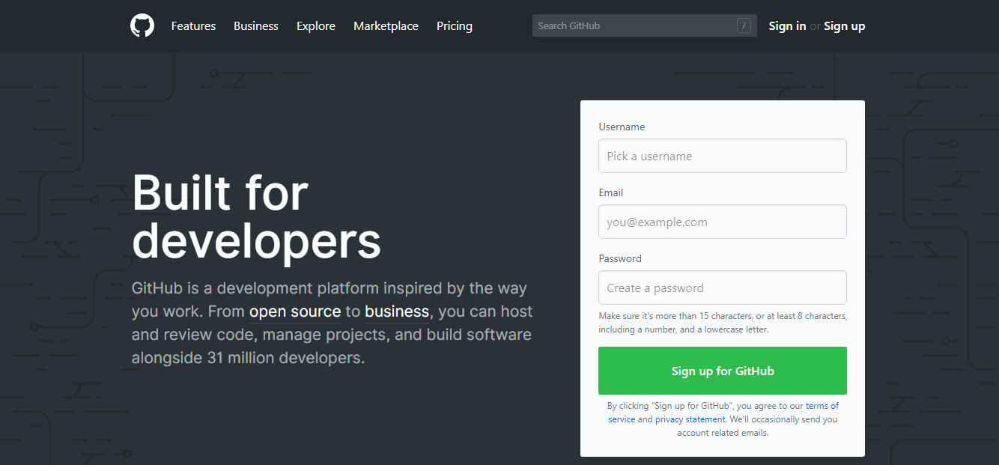 Features Business Explore Marketplace Pricing Search GitHub / Sign in or Sign up
Built for
developers
GitHub is a development platform inspired by the way
you work. From open source to business, you can host
and review code, manage projects, and build software
alongside 31 million developers.
Username
Pick a username
Email
you@example.com
Password
Create a password
Make sure it's more than 15 characters, or at least 8 characters,
including a number, and a lowercase letter.
Sign up for GitHub
By clicking “Sign up for GitHub”, you agree to our terms of
service and privacy statement. We’ll occasionally send you
account related emails.